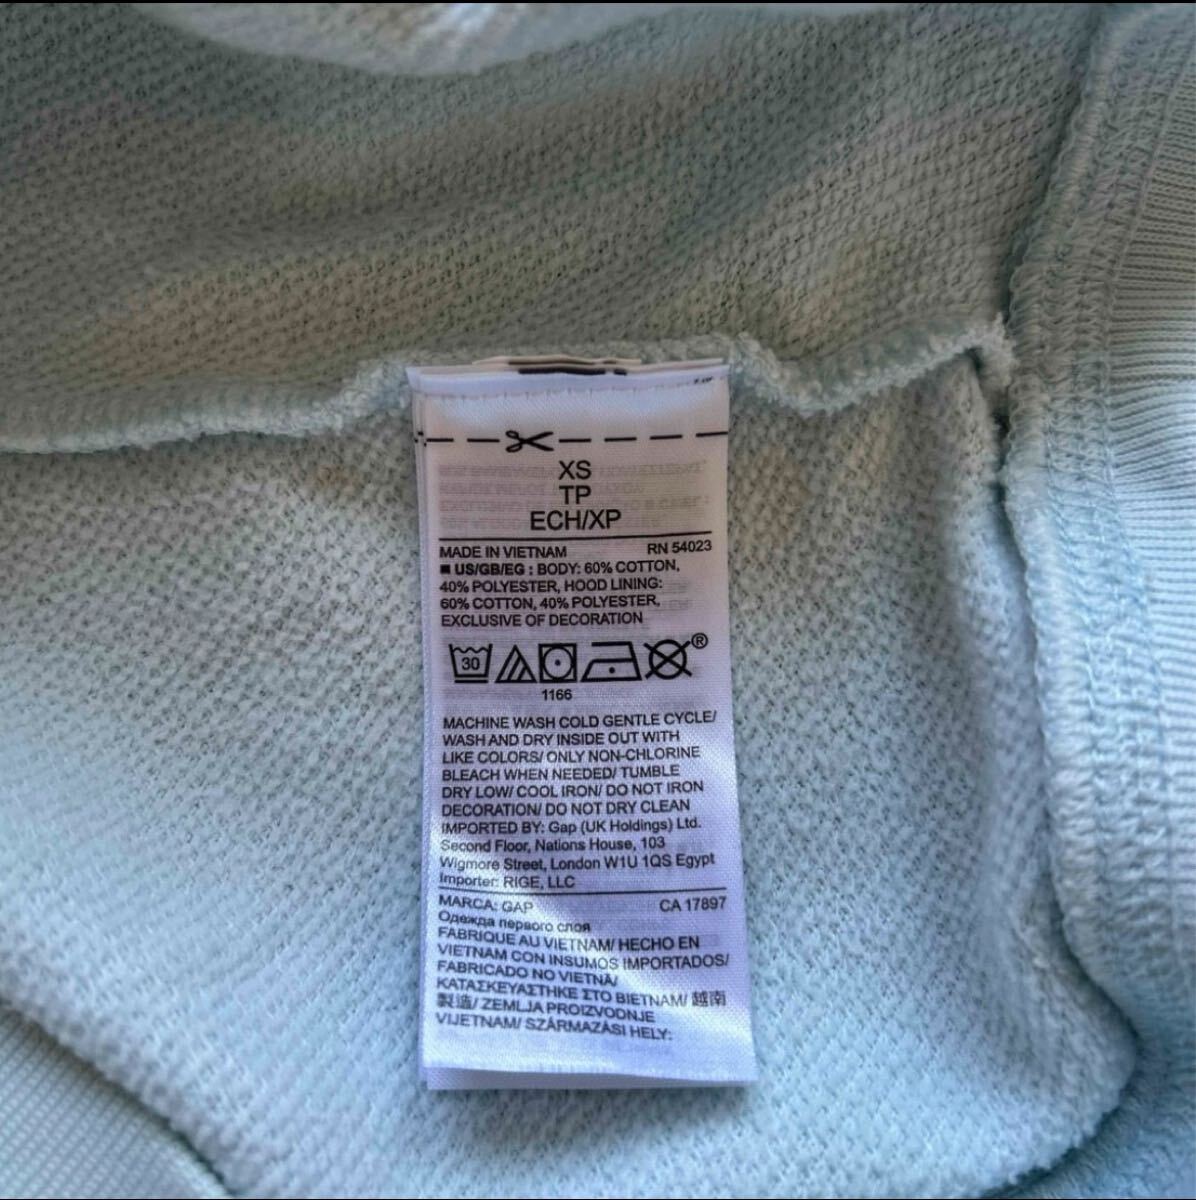 XS
TP
ECH/XP
MADE IN VIETNAM RN 54023
■ US/GB/EG : BODY: 60% COTTON,
40% POLYESTER, HOOD LINING:
60% COTTON, 40% POLYESTER,
EXCLUSIVE OF DECORATION
30 ®
1166
MACHINE WASH COLD GENTLE CYCLE/
WASH AND DRY INSIDE OUT WITH
LIKE COLORS/ ONLY NON-CHLORINE
BLEACH WHEN NEEDED/ TUMBLE
DRY LOW/ COOL IRON/ DO NOT IRON
DECORATION/ DO NOT DRY CLEAN
IMPORTED BY: Gap (UK Holdings) Ltd.
Second Floor, Nations House, 103
Wigmore Street, London W1U 1QS Egypt
Importer: RIGE, LLC
MARCA: GAP CA 17897
Одежда первого слоя
FABRIQUE AU VIETNAM/ HECHO EN
VIETNAM CON INSUMOS IMPORTADOS/
FABRICADO NO VIETNÃ/
ΚΑΤΑΣΚΕΥΑΣΤΗΚΕ ΣΤΟ ΒΙΕΤΝΑΜ/ 越南
製造/ ZEMLJA PROIZVODNJE
VIJETNAM/ SZÁRMAZÁSI HELY: